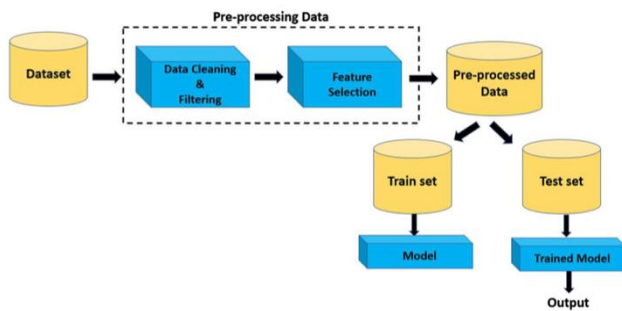 Pre-processing Data
Dataset
Data Cleaning
&
Filtering
Feature
Selection
Pre-processed
Data
Train set
Test set
Model
Trained Model
Output